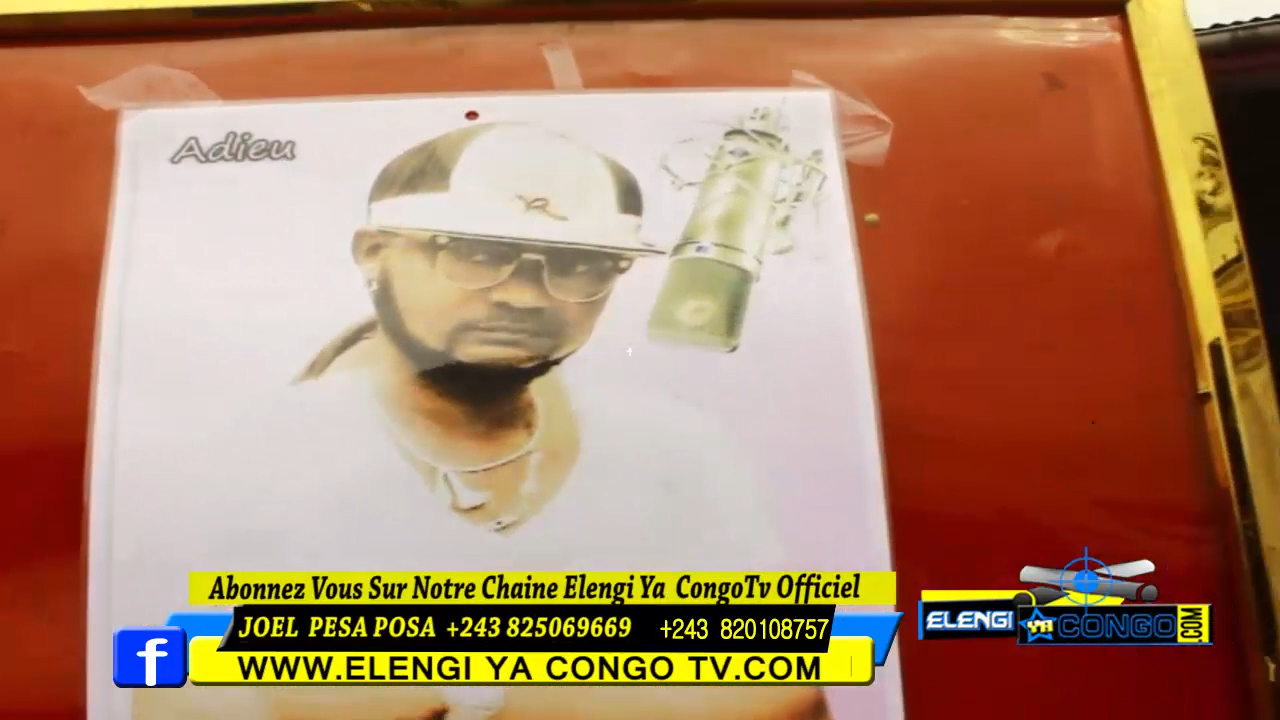 Adieu
Abonnez Vous Sur Notre Chaine Elengi Ya CongoTv Officiel
JOEL PESA POSA +243 825069669 +243 820108757
WWW.ELENGI YA CONGO TV.COM
f
ELENGI YA CONGO .COM